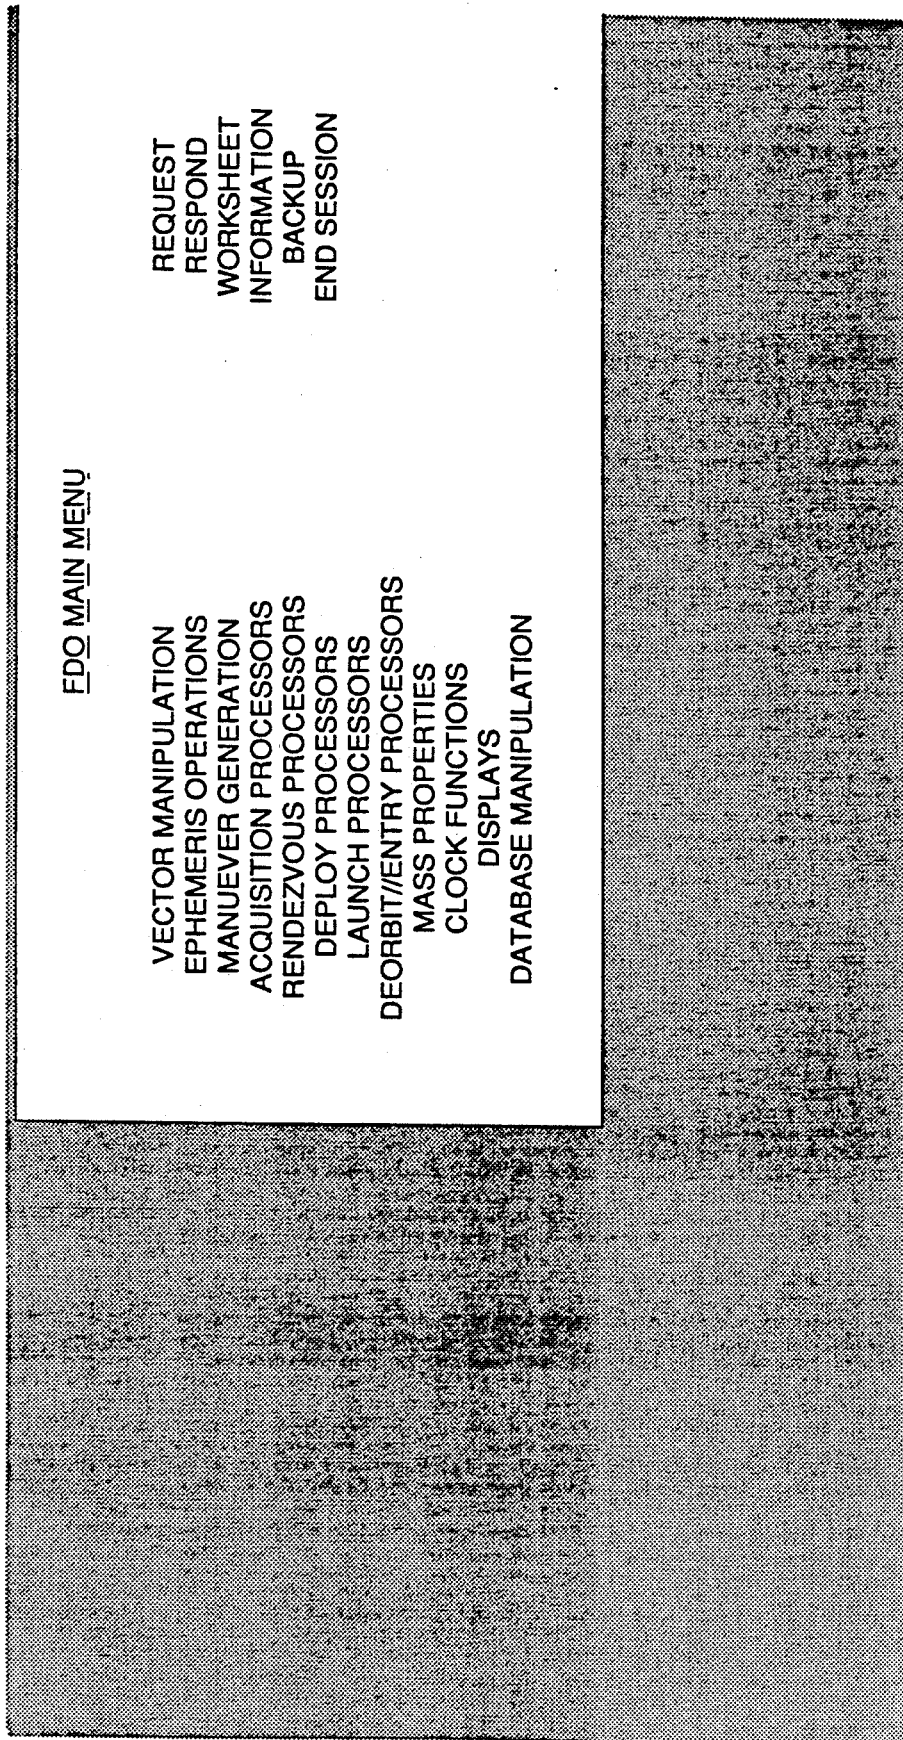 FDO MAIN MENU
VECTOR MANIPULATION
EPHEMERIS OPERATIONS
MANUEVER GENERATION
ACQUISITION PROCESSORS
RENDEZVOUS PROCESSORS
DEPLOY PROCESSORS
LAUNCH PROCESSORS
DEORBIT//ENTRY PROCESSORS
MASS PROPERTIES
CLOCK FUNCTIONS
DISPLAYS
DATABASE MANIPULATION
REQUEST
RESPOND
WORKSHEET
INFORMATION
BACKUP
END SESSION